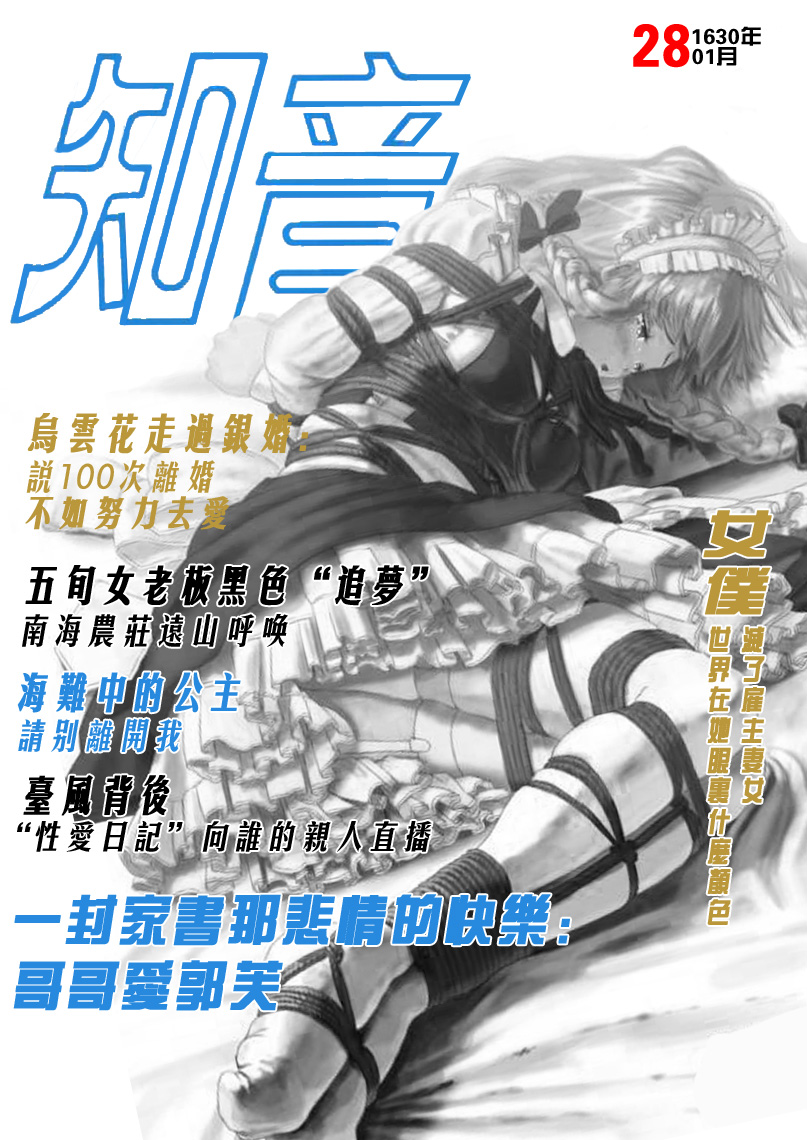 28
1630年
01月
知音
烏雲花走過銀婚：
説100次離婚
不如努力去愛
五旬女老板黑色“追夢”
南海農莊遠山呼唤
海難中的公主
請别離開我
臺風背後
“性愛日記”向誰的親人直播
女僕
滅了雇主妻女
世界在她眼裏什麽顏色
一封家書那悲情的快樂：
哥哥愛郭芙